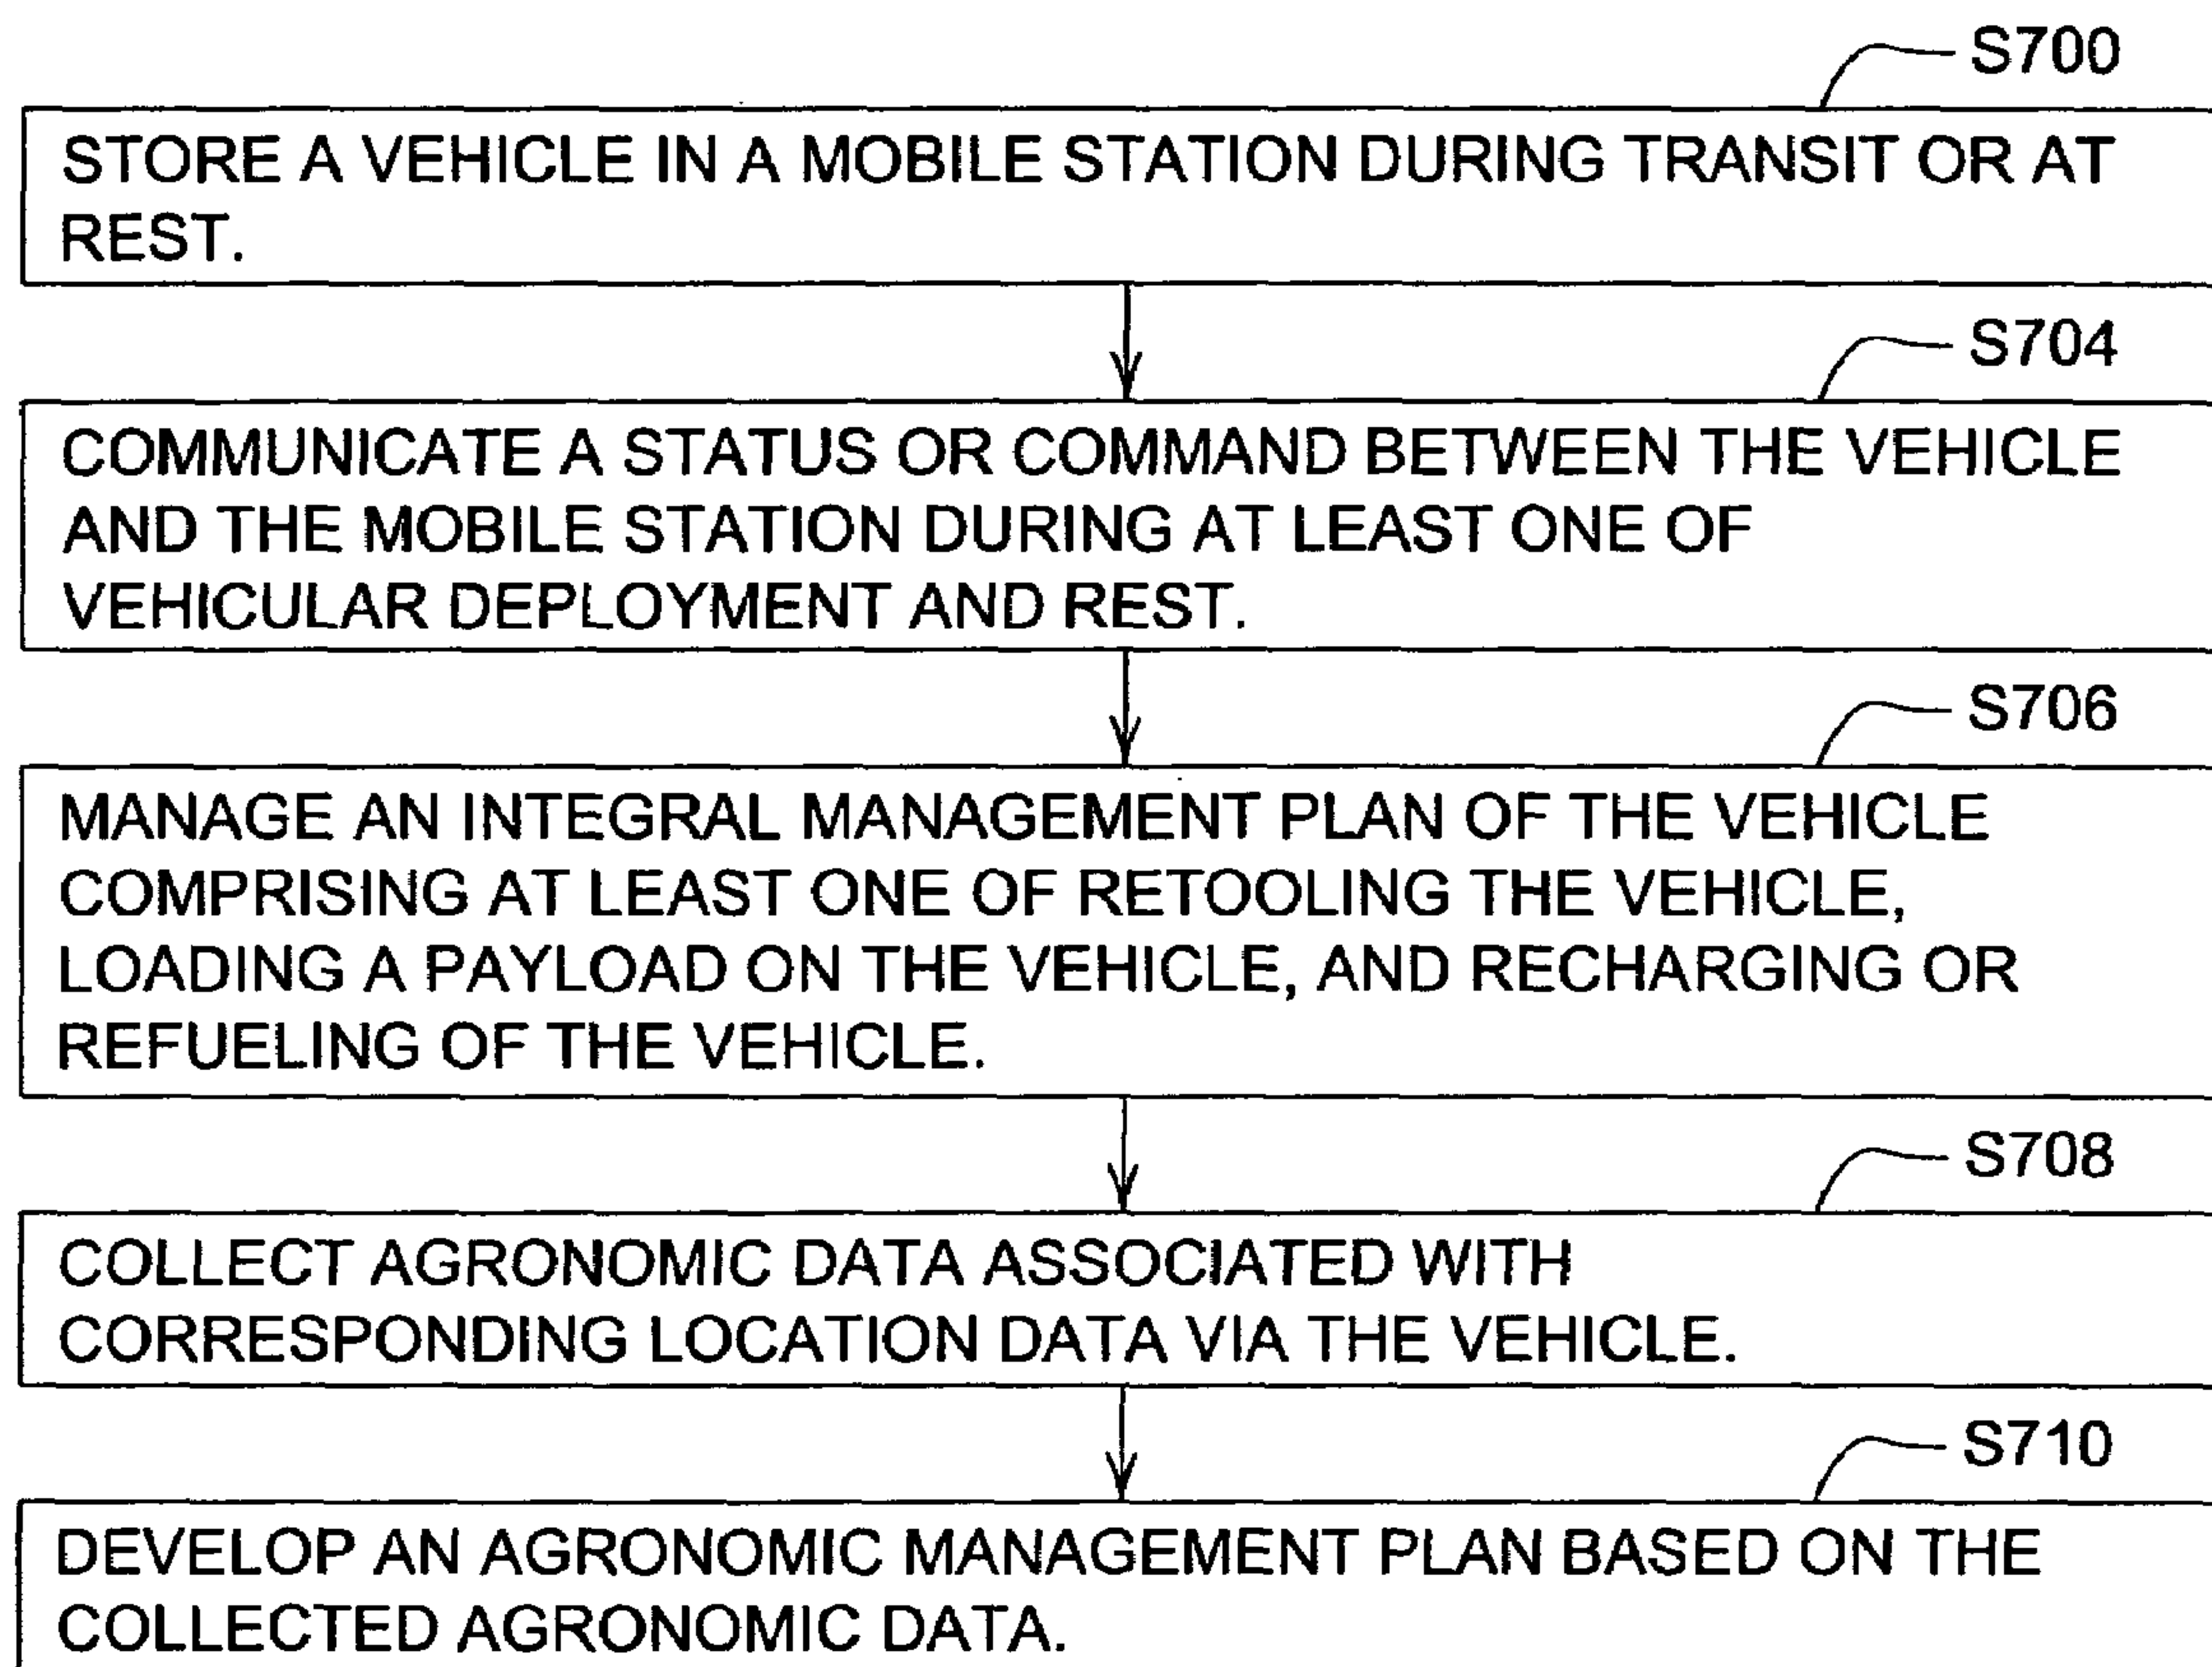 S700
STORE A VEHICLE IN A MOBILE STATION DURING TRANSIT OR AT
REST.
S704
COMMUNICATE A STATUS OR COMMAND BETWEEN THE VEHICLE
AND THE MOBILE STATION DURING AT LEAST ONE OF
VEHICULAR DEPLOYMENT AND REST.
S706
MANAGE AN INTEGRAL MANAGEMENT PLAN OF THE VEHICLE
COMPRISING AT LEAST ONE OF RETOOLING THE VEHICLE,
LOADING A PAYLOAD ON THE VEHICLE, AND RECHARGING OR
REFUELING OF THE VEHICLE.
S708
COLLECT AGRONOMIC DATA ASSOCIATED WITH
CORRESPONDING LOCATION DATA VIA THE VEHICLE.
S710
DEVELOP AN AGRONOMIC MANAGEMENT PLAN BASED ON THE
COLLECTED AGRONOMIC DATA.